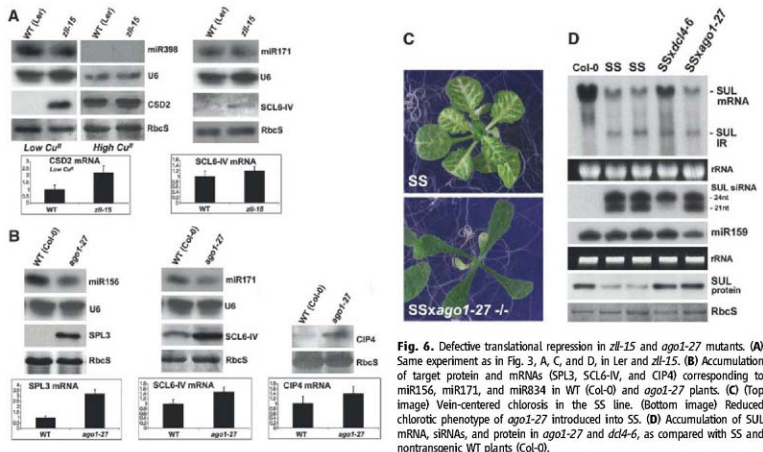 A
WT (Ler)
zll-15
WT (Ler)
zll-15
miR398
U6
CSD2
RbcS
Low Cuᴵᴵ
High Cuᴵᴵ
CSD2 mRNA
Low Cuᴵᴵ
WT
zll-15
WT (Ler)
zll-15
miR171
U6
SCL6-IV
RbcS
SCL6-IV mRNA
WT
zll-15
B
WT (Col-0)
ago1-27
miR156
U6
SPL3
RbcS
SPL3 mRNA
WT
ago1-27
WT (Col-0)
ago1-27
miR171
U6
SCL6-IV
RbcS
SCL6-IV mRNA
WT
ago1-27
WT (Col-0)
ago1-27
CIP4
RbcS
CIP4 mRNA
WT
ago1-27
C
SS
SSxago1-27 -/-
D
Col-0
SS
SS
SSxdcl4-6
SSxago1-27
- SUL mRNA
- SUL IR
rRNA
SUL siRNA
- 24nt
- 21nt
miR159
rRNA
SUL protein
RbcS
Fig. 6. Defective translational repression in zll-15 and ago1-27 mutants. (A)
Same experiment as in Fig. 3, A, C, and D, in Ler and zll-15. (B) Accumulation
of target protein and mRNAs (SPL3, SCL6-IV, and CIP4) corresponding to
miR156, miR171, and miR834 in WT (Col-0) and ago1-27 plants. (C) (Top
image) Vein-centered chlorosis in the SS line. (Bottom image) Reduced
chlorotic phenotype of ago1-27 introduced into SS. (D) Accumulation of SUL
mRNA, siRNAs, and protein in ago1-27 and dcl4-6, as compared with SS and
nontransgenic WT plants (Col-0).